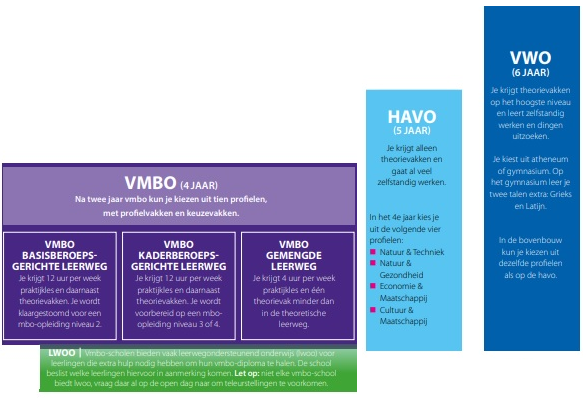 VWO
(6 JAAR)
Je krijgt theorievakken
op het hoogste niveau
en leert zelfstandig
werken en dingen
uitzoeken.
Je kiest uit atheneum
of gymnasium. Op
het gymnasium leer je
twee talen extra: Grieks
en Latijn.
In de bovenbouw
kun je kiezen uit
dezelfde profielen
als op de havo.
HAVO
(5 JAAR)
Je krijgt alleen
theorievakken en
gaat al veel
zelfstandig werken.
In het 4e jaar kies je
uit de volgende vier
profielen:
Natuur & Techniek
Natuur &
Gezondheid
Economie &
Maatschappij
Cultuur &
Maatschappij
VMBO (4 JAAR)
Na twee jaar vmbo kun je kiezen uit tien profielen,
met profielvakken en keuzevakken.
VMBO
BASISBEROEPS-
GERICHTE LEERWEG
Je krijgt 12 uur per week
praktijkles en daarnaast
theorievakken. Je wordt
klaargestoomd voor een
mbo-opleiding niveau 2.
VMBO
KADERBEROEPS-
GERICHTE LEERWEG
Je krijgt 12 uur per week
praktijkles en daarnaast
theorievakken. Je wordt
voorbereid op een mbo-
opleiding niveau 3 of 4.
VMBO
GEMENGDE
LEERWEG
Je krijgt 4 uur per week
praktijkles en één
theorievak minder dan
in de theoretische
leerweg.
LWOO | Vmbo-scholen bieden vaak leerwegondersteunend onderwijs (lwoo) voor
leerlingen die extra hulp nodig hebben om hun vmbo-diploma te halen. De school
beslist welke leerlingen hiervoor in aanmerking komen. Let op: niet elke vmbo-school
biedt lwoo, vraag daar al op de open dag naar om teleurstellingen te voorkomen.